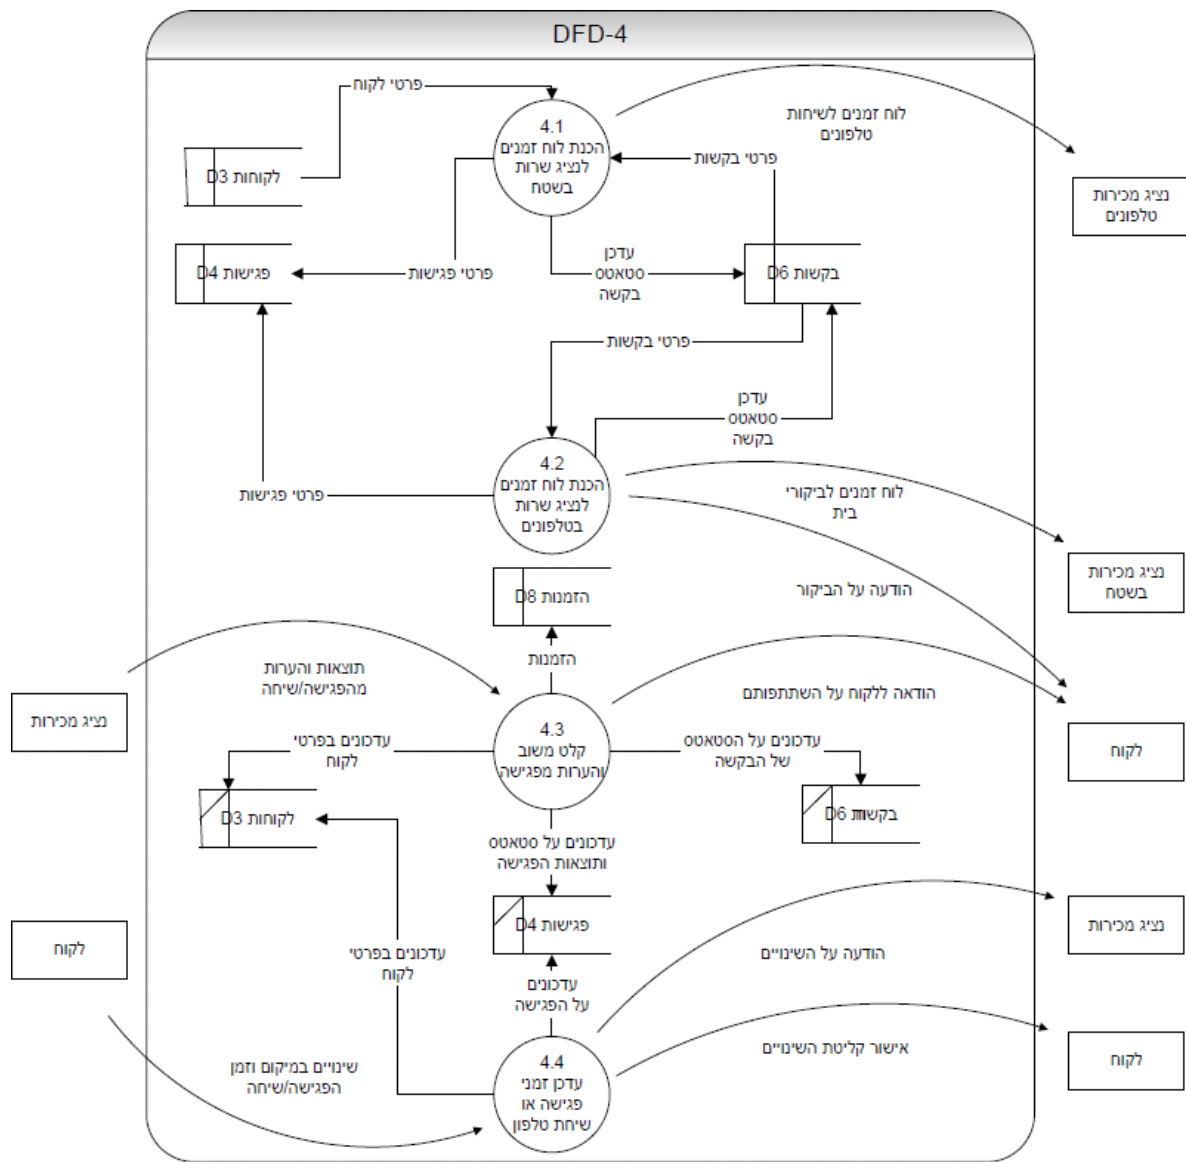 DFD-4
פרטי לקוח
4.1
הכנת לוח זמנים
לנציג שרות
בשטח
לוח זמנים לשיחות
טלפונים
D3 לקוחות
פרטי בקשות
נציג מכירות
טלפונים
D4 פגישות
פרטי פגישות
עדכן
סטאטס
בקשה
D6 בקשות
פרטי בקשות
עדכן
סטאטס
בקשה
4.2
הכנת לוח זמנים
לנציג שרות
בטלפונים
פרטי פגישות
לוח זמנים לביקורי
בית
נציג מכירות
בשטח
D8 הזמנות
הודעה על הביקור
הזמנות
תוצאות והערות
מהפגישה/שיחה
הודאה ללקוח על השתתפותם
נציג מכירות
4.3
קלט משוב
והערות מפגישה
עדכונים בפרטי
לקוח
עדכונים על הסטאטס
של הבקשה
לקוח
D3 לקוחות
D6 בקשות
עדכונים על סטאטס
ותוצאות הפגישה
D4 פגישות
נציג מכירות
לקוח
עדכונים בפרטי
לקוח
הודעה על השינויים
עדכונים
על הפגישה
אישור קליטת השינויים
לקוח
שינויים במיקום וזמן
הפגישה/שיחה
4.4
עדכן זמני
פגישה או
שיחת טלפון